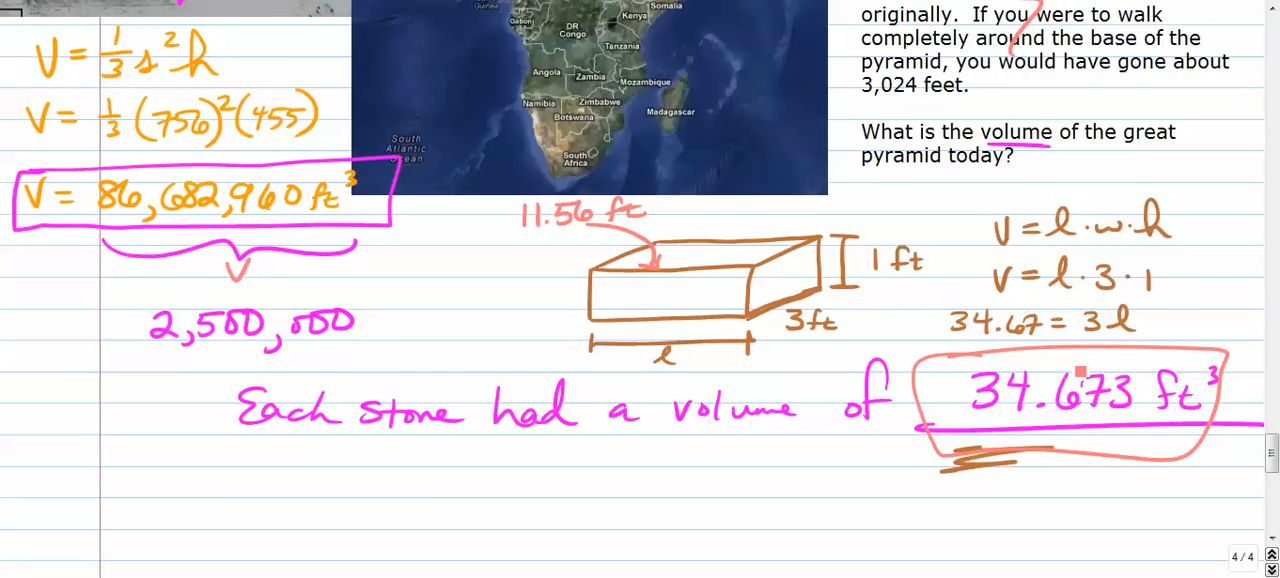 originally. If you were to walk
completely around the base of the
pyramid, you would have gone about
3,024 feet.
What is the volume of the great
pyramid today?
V = 1/3 s² h
V = 1/3 (756)² (455)
V = 86,682,960 ft³
V
2,500,000
Gabon
DR
Congo
Kenya
Somalia
Tanzania
Angola
Zambia
Mozambique
Namibia
Zimbabwe
Botswana
Madagascar
South
Africa
South
Atlantic
Ocean
Guinea
11.56 ft
1 ft
3ft
l
V = l · w · h
V = l · 3 · 1
34.67 = 3 l
Each stone had a volume of 34.673 ft³
4 / 4